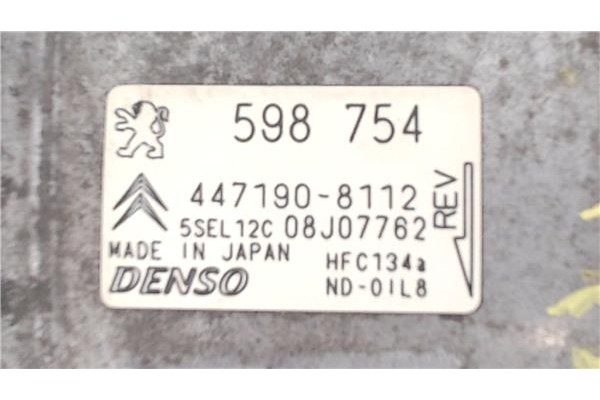 598 754
447190-8112
5SEL12C 08J07762
MADE IN JAPAN
DENSO
HFC134a
ND-OIL8
REV